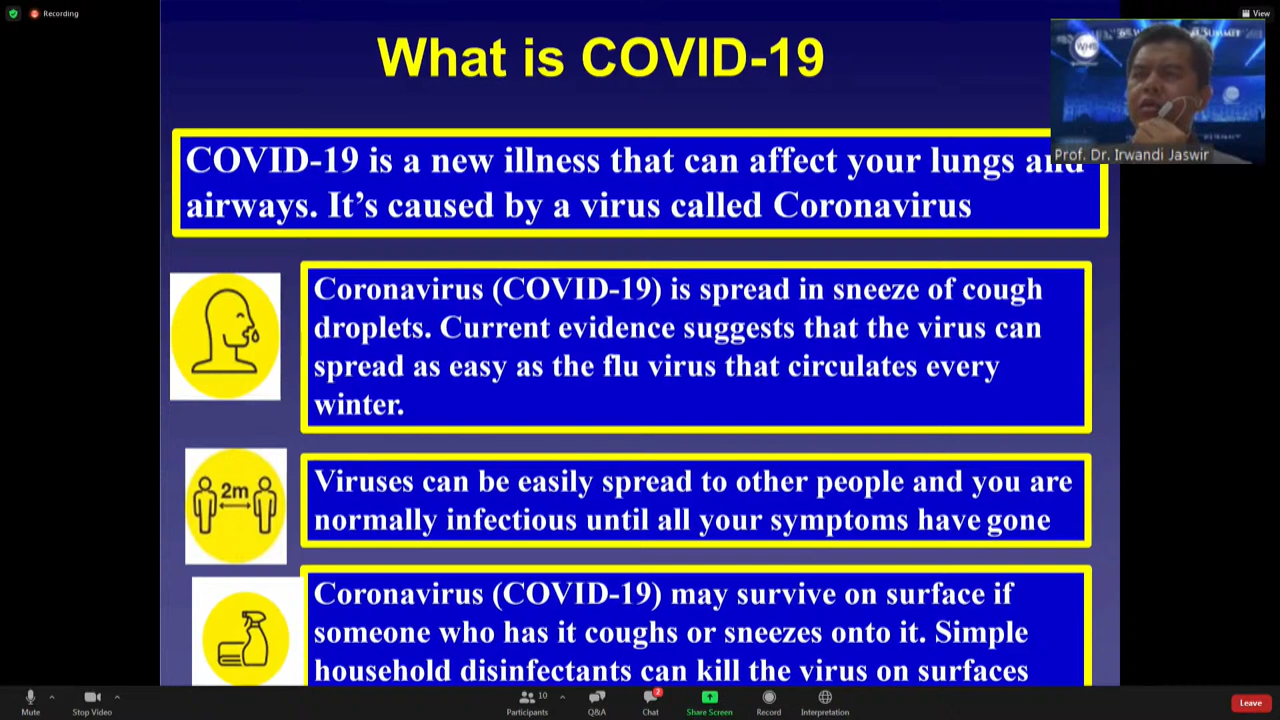 Recording
View
What is COVID-19
WHS
SUMMIT
Prof. Dr. Irwandi Jaswir
COVID-19 is a new illness that can affect your lungs and
airways. It’s caused by a virus called Coronavirus
Coronavirus (COVID-19) is spread in sneeze of cough
droplets. Current evidence suggests that the virus can
spread as easy as the flu virus that circulates every
winter.
2m
Viruses can be easily spread to other people and you are
normally infectious until all your symptoms have gone
Coronavirus (COVID-19) may survive on surface if
someone who has it coughs or sneezes onto it. Simple
household disinfectants can kill the virus on surfaces
Mute
Stop Video
10
Participants
Q&A
2
Chat
Share Screen
Record
Interpretation
Leave